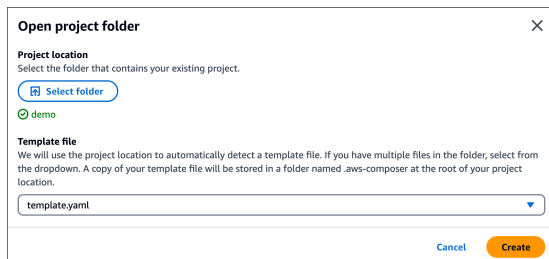 Open project folder
Project location
Select the folder that contains your existing project.
Select folder
demo
Template file
We will use the project location to automatically detect a template file. If you have multiple files in the folder, select from
the dropdown. A copy of your template file will be stored in a folder named .aws-composer at the root of your project
location.
template.yaml
Cancel Create